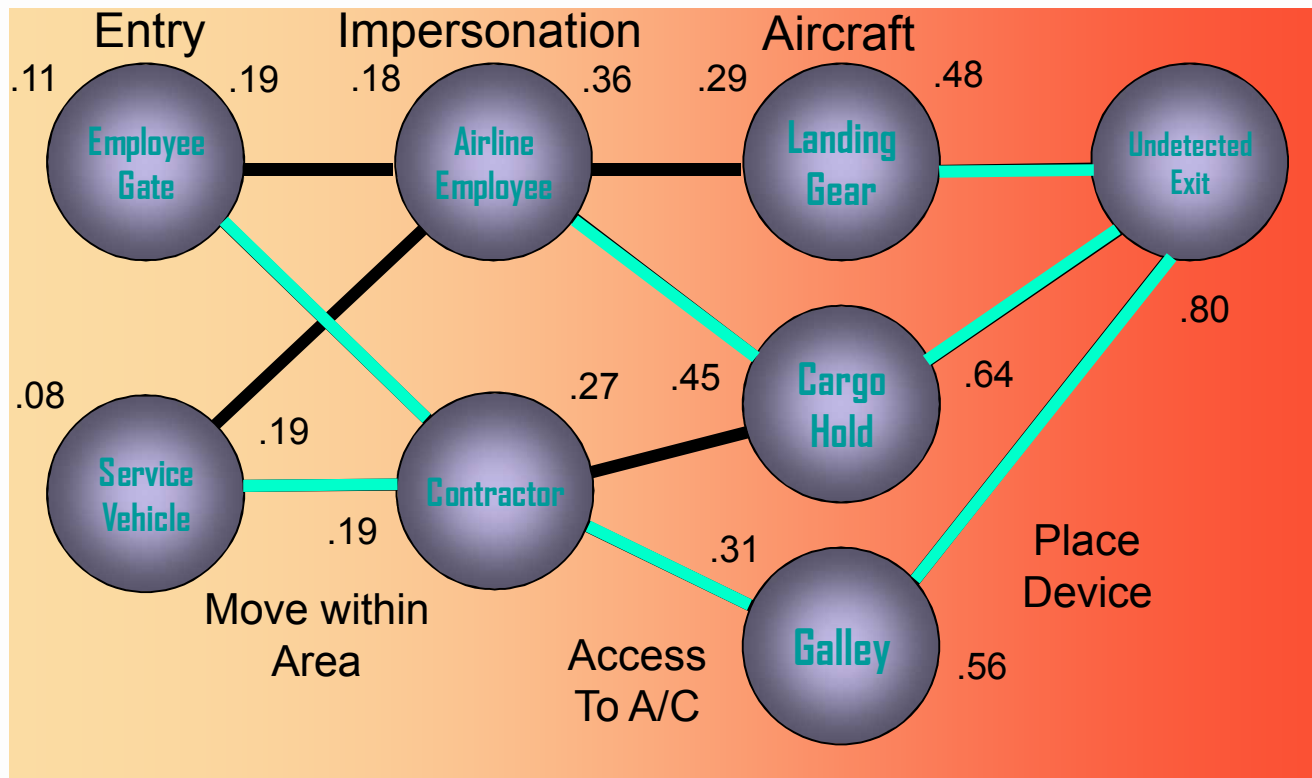 Entry
Impersonation
Aircraft
.11
.19
.18
.36
.29
.48
Employee
Gate
Airline
Employee
Landing
Gear
Undetected
Exit
.80
.08
.19
.27
.45
.64
Cargo
Hold
Service
Vehicle
Contractor
.19
.31
Place
Device
Move within
Area
Access
To A/C
Galley
.56